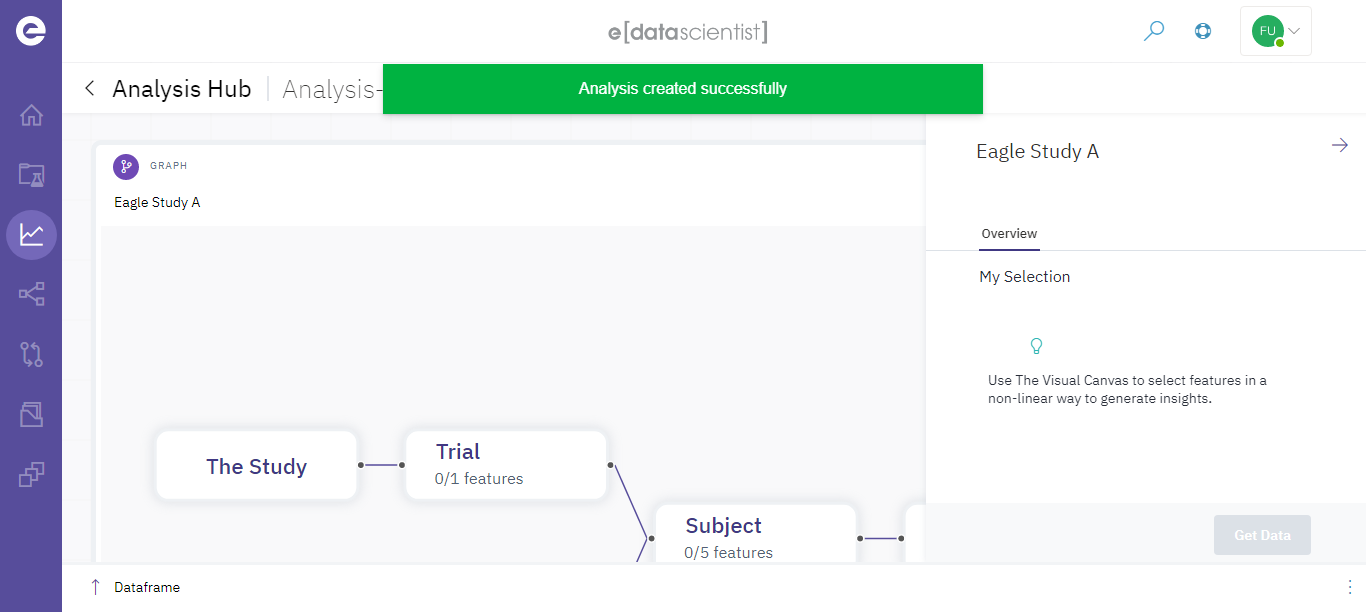 e[datascientist]
FU
Analysis Hub
Analysis-
Analysis created successfully
GRAPH
Eagle Study A
The Study
Trial
0/1 features
Subject
0/5 features
Eagle Study A
Overview
My Selection
Use The Visual Canvas to select features in a
non-linear way to generate insights.
Get Data
Dataframe